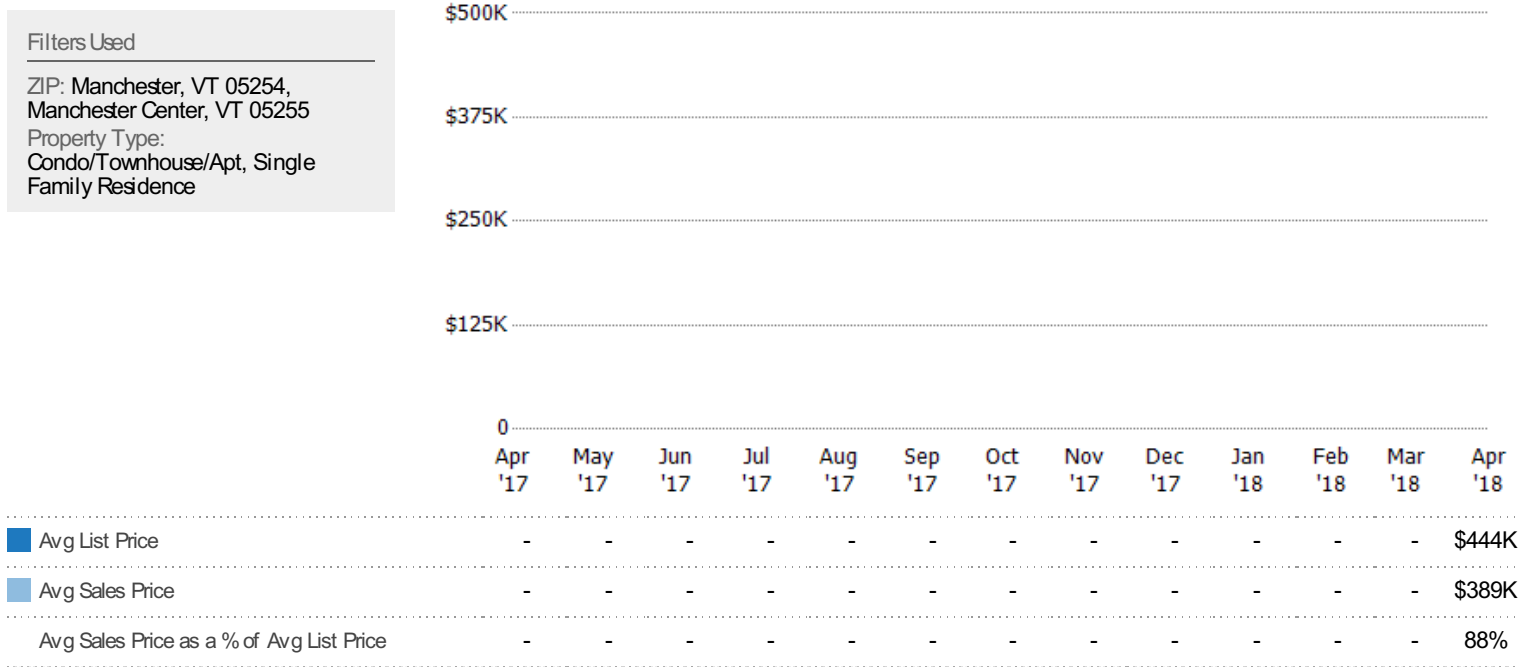 Filters Used
ZIP: Manchester, VT 05254,
Manchester Center, VT 05255
Property Type:
Condo/Townhouse/Apt, Single
Family Residence
$500K
$375K
$250K
$125K
0
Apr '17 May '17 Jun '17 Jul '17 Aug '17 Sep '17 Oct '17 Nov '17 Dec '17 Jan '18 Feb '18 Mar '18 Apr '18
Avg List Price - - - - - - - - - - - - $444K
Avg Sales Price - - - - - - - - - - - - $389K
Avg Sales Price as a % of Avg List Price - - - - - - - - - - - - 88%